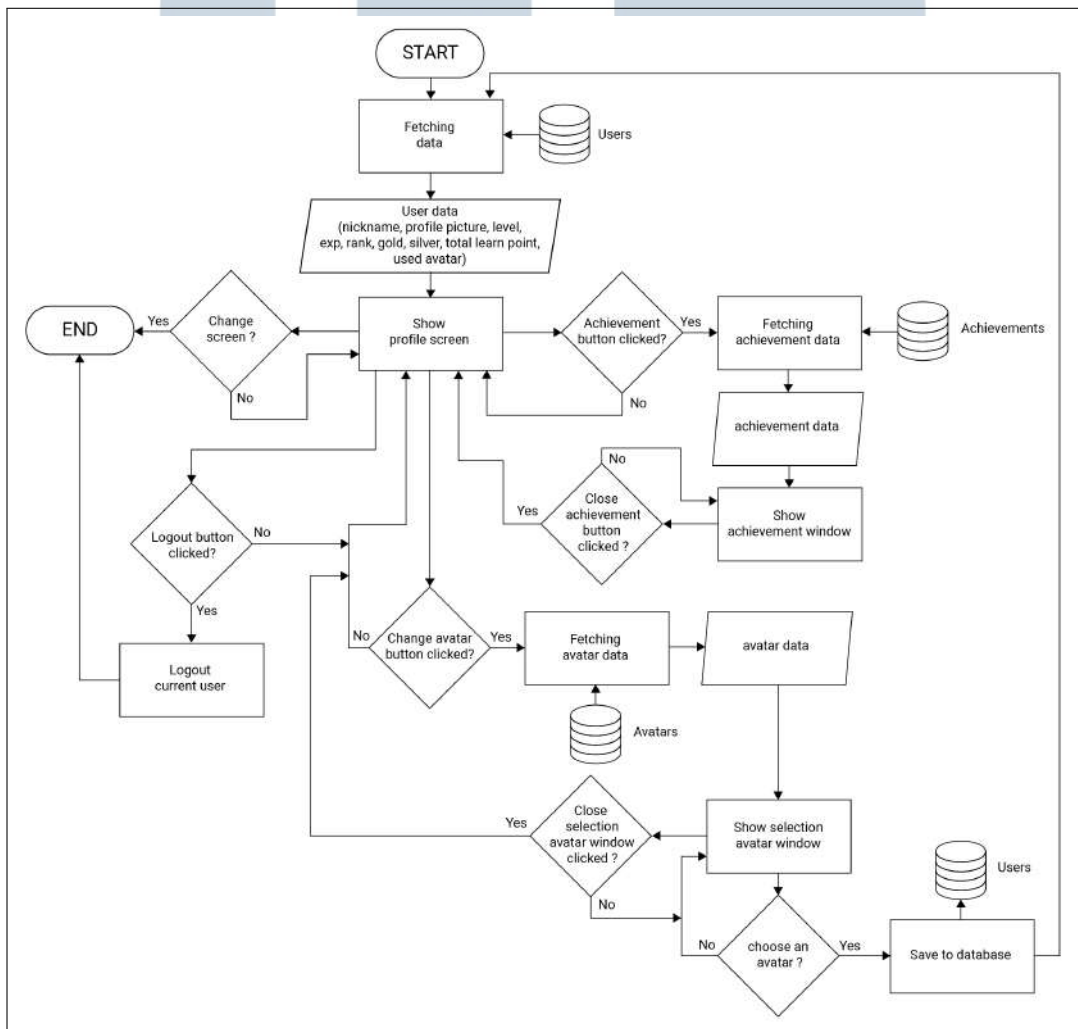 START
Fetching
data
Users
User data
(nickname, profile picture, level,
exp, rank, gold, silver, total learn point,
used avatar)
END
Yes
Change
screen ?
No
Show
profile screen
Achievement
button clicked?
Yes
No
Fetching
achievement data
Achievements
achievement data
No
Close
achievement
button
clicked ?
Yes
Show
achievement window
Logout button
clicked?
No
Yes
Logout
current user
No
Change avatar
button clicked?
Yes
Fetching
avatar data
avatar data
Avatars
Yes
Close
selection
avatar window
clicked ?
No
Show selection
avatar window
Users
No
choose an
avatar ?
Yes
Save to database